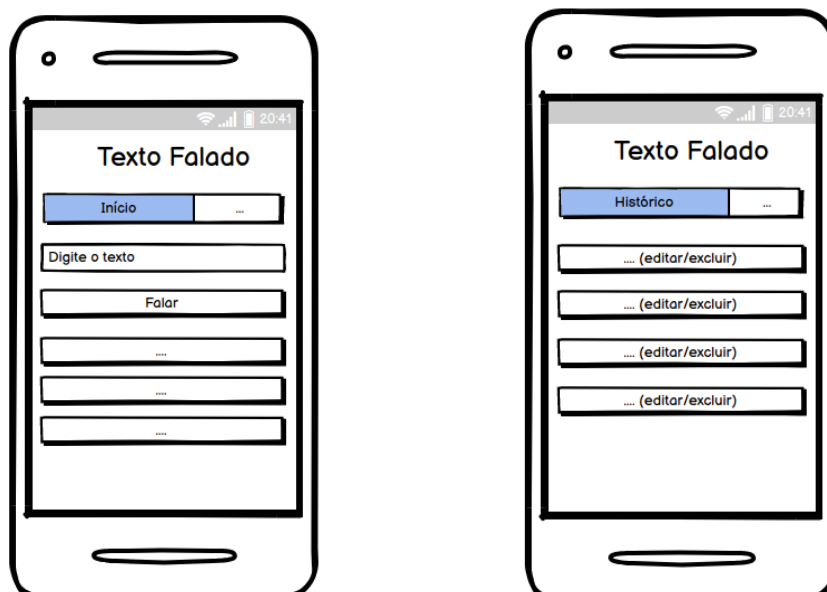 20:41
Texto Falado
Início
...
Digite o texto
Falar
....
....
....
20:41
Texto Falado
Histórico
...
.... (editar/excluir)
.... (editar/excluir)
.... (editar/excluir)
.... (editar/excluir)